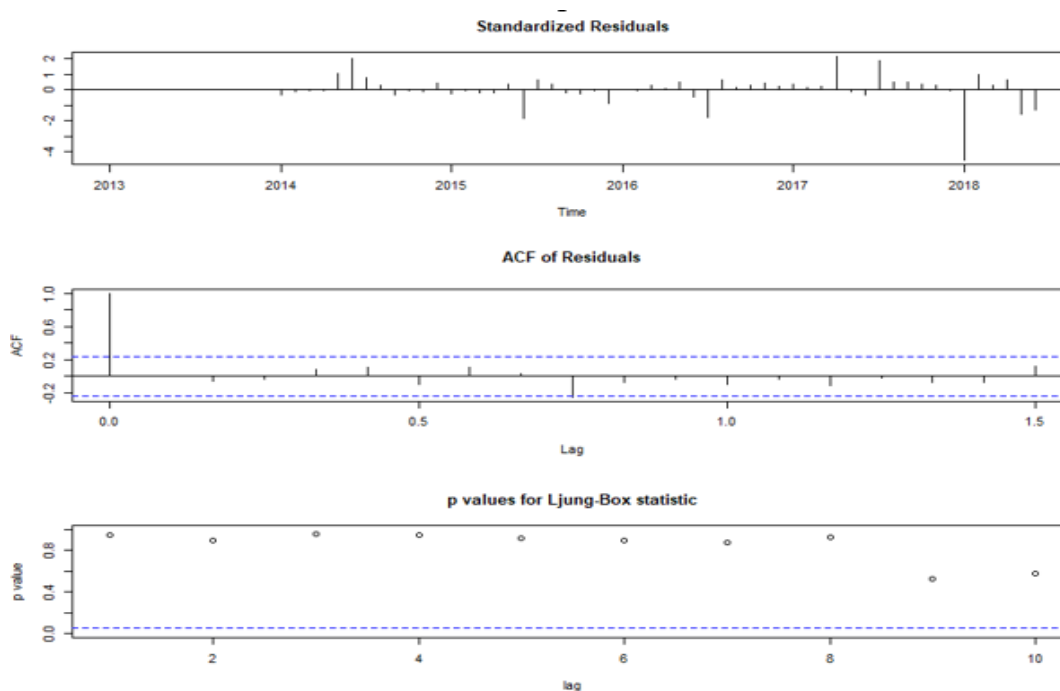 Standardized Residuals
2
1
0
-2
-4
2013 2014 2015 2016 2017 2018
Time
ACF of Residuals
ACF
1.0
0.6
0.2
-0.2
0.0 0.5 1.0 1.5
Lag
p values for Ljung-Box statistic
p value
0.8
0.4
0.0
2 4 6 8 10
lag